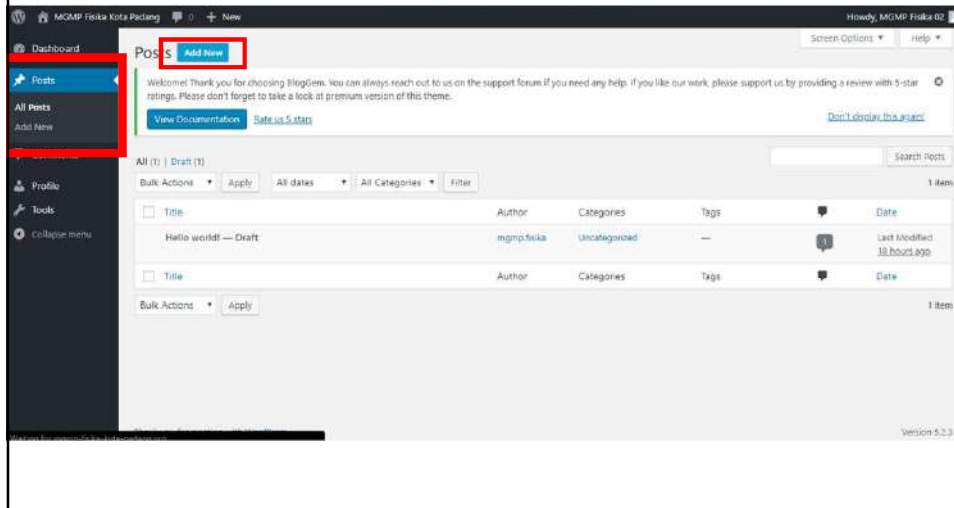 MGMP Fisika Kota Padang 0 + New Howdy, MGMP Fisika 02
Screen Options Help
Dashboard
Posts
All Posts
Add New
Profile
Tools
Collapse menu
Posts Add New
Welcome! Thank you for choosing BlogGem. You can always reach out to us on the support forum if you need any help. If you like our work, please support us by providing a review with 5-star
ratings. Please don't forget to take a look at premium version of this theme.
View Documentation Rate us 5 stars Don't display this again!
All (1) | Draft (1)
Search Posts
Bulk Actions Apply All dates All Categories Filter 1 item
Title Author Categories Tags Date
Hello world! — Draft mgmp.fisika Uncategorized — 1 Last Modified
18 hours ago
Title Author Categories Tags Date
Bulk Actions Apply 1 item
Version 5.2.3